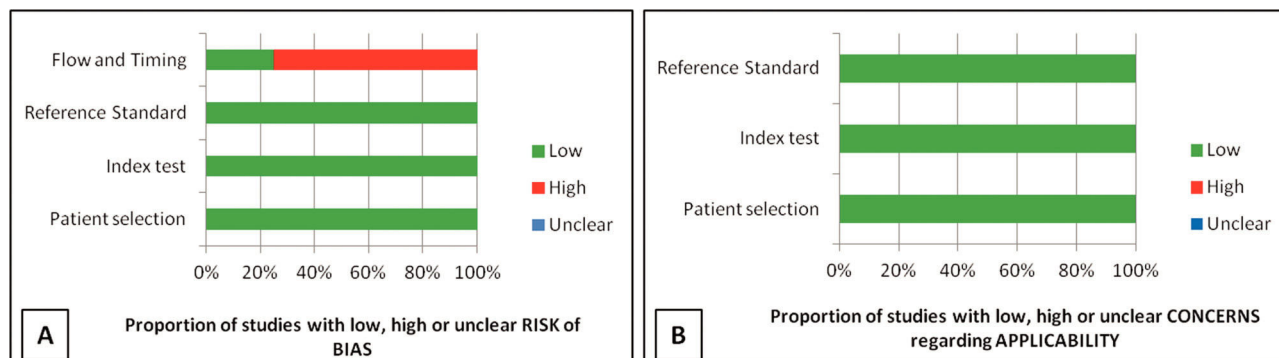 Flow and Timing
Reference Standard
Index test
Patient selection
0% 20% 40% 60% 80% 100%
Low
High
Unclear
A
Proportion of studies with low, high or unclear RISK of
BIAS
Reference Standard
Index test
Patient selection
0% 20% 40% 60% 80% 100%
Low
High
Unclear
B
Proportion of studies with low, high or unclear CONCERNS
regarding APPLICABILITY